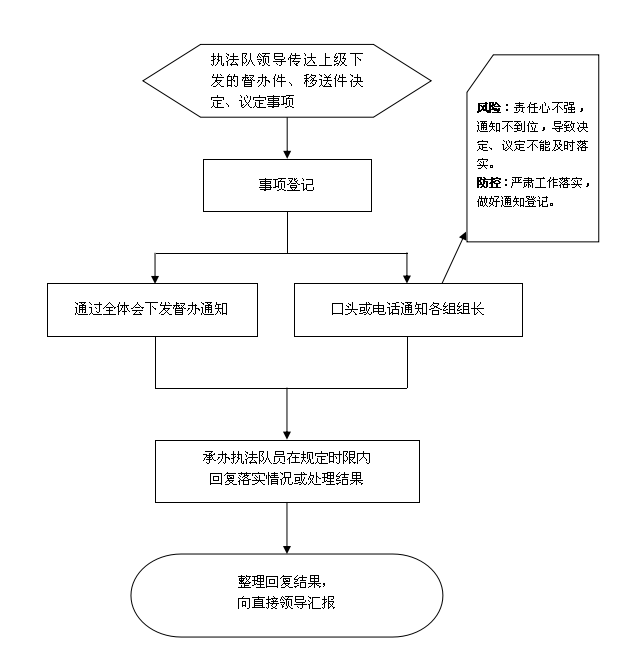 执法队领导传达上级下
发的督办件、移送件决
定、议定事项
风险：责任心不强，
通知不到位，导致决
定、议定不能及时落
实。
防控：严肃工作落实，
做好通知登记。
事项登记
通过全体会下发督办通知
口头或电话通知各组组长
承办执法队员在规定时限内
回复落实情况或处理结果
整理回复结果，
向直接领导汇报